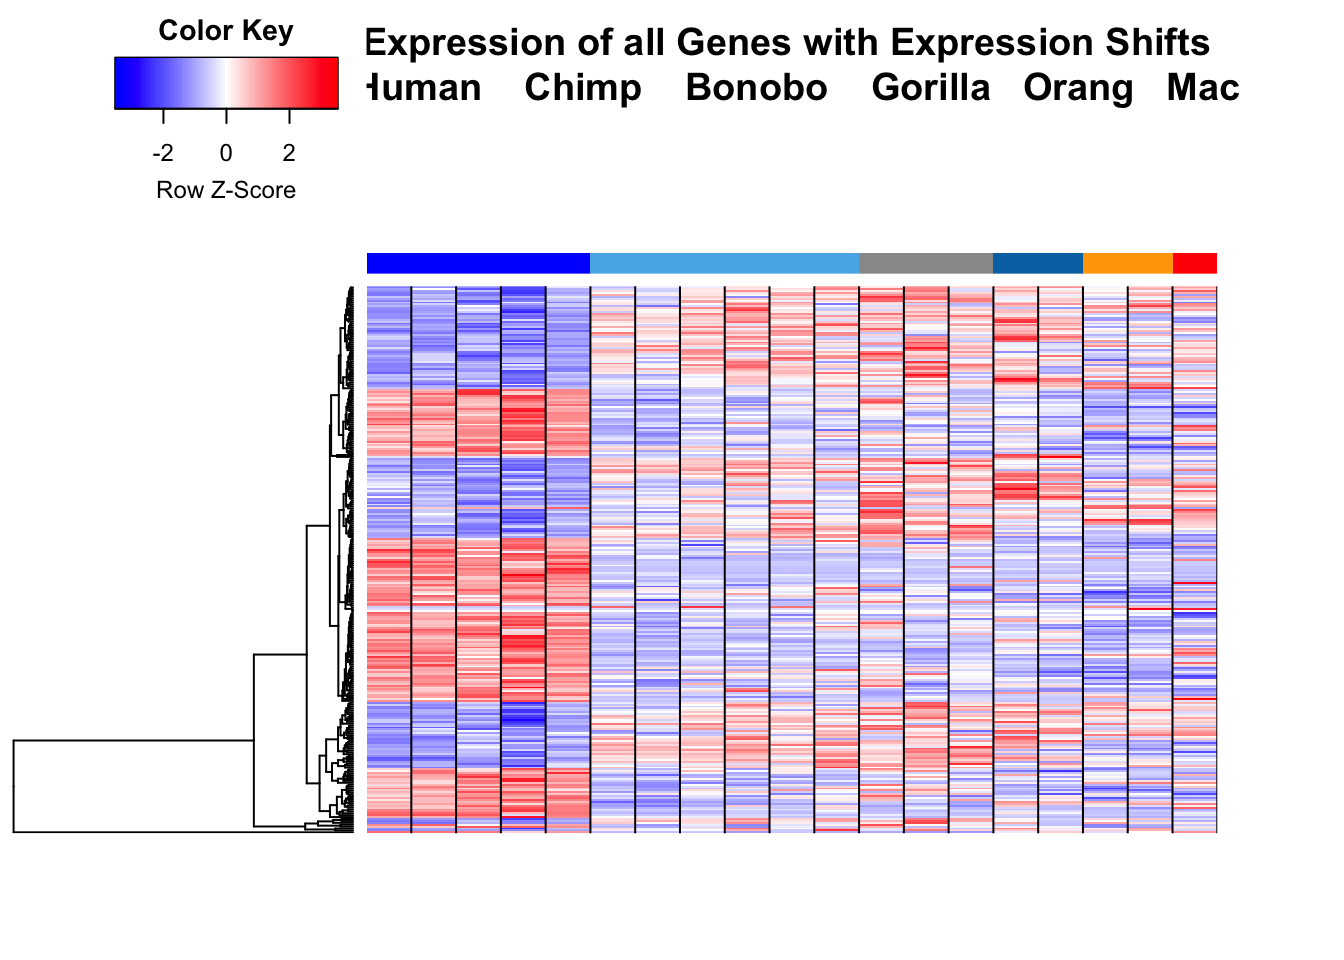 Color Key
-2 0 2
Row Z-Score
Expression of all Genes with Expression Shifts
Human Chimp Bonobo Gorilla Orang Mac